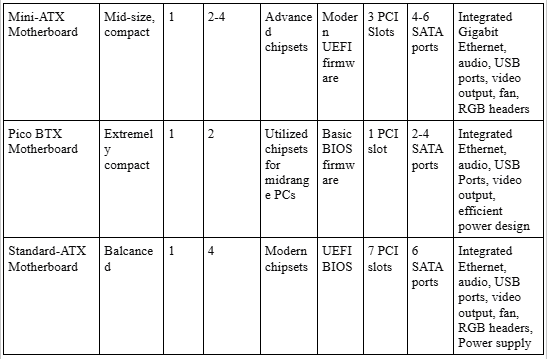 Mini-ATX Motherboard | Mid-size, compact | 1 | 2-4 | Advanced chipsets | Modern UEFI firmware | 3 PCI Slots | 4-6 SATA ports | Integrated Gigabit Ethernet, audio, USB ports, video output, fan, RGB headers
Pico BTX Motherboard | Extremely compact | 1 | 2 | Utilized chipsets for midrange PCs | Basic BIOS firmware | 1 PCI slot | 2-4 SATA ports | Integrated Ethernet, audio, USB Ports, video output, efficient power design
Standard-ATX Motherboard | Balcanced | 1 | 4 | Modern chipsets | UEFI BIOS | 7 PCI slots | 6 SATA ports | Integrated Ethernet, audio, USB ports, video output, fan, RGB headers, Power supply